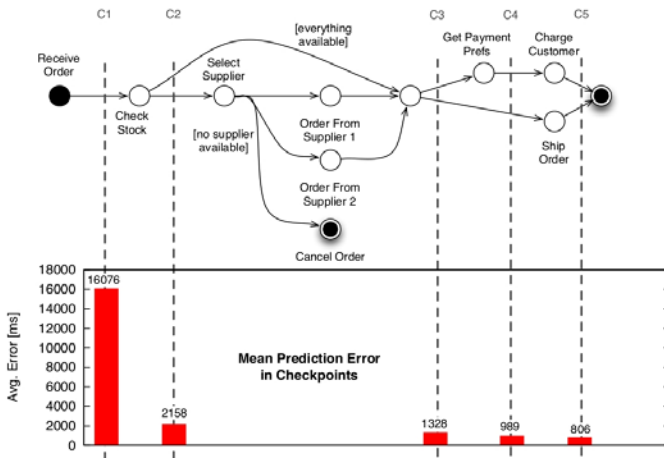 C1
C2
C3
C4
C5
[everything
available]
Get Payment
Prefs
Charge
Customer
Receive
Order
Select
Supplier
Check
Stock
[no supplier
available]
Order From
Supplier 1
Ship
Order
Order From
Supplier 2
Cancel Order
18000
16000
14000
12000
10000
8000
6000
4000
2000
0
Avg. Error [ms]
16076
2158
Mean Prediction Error
in Checkpoints
1328
989
806